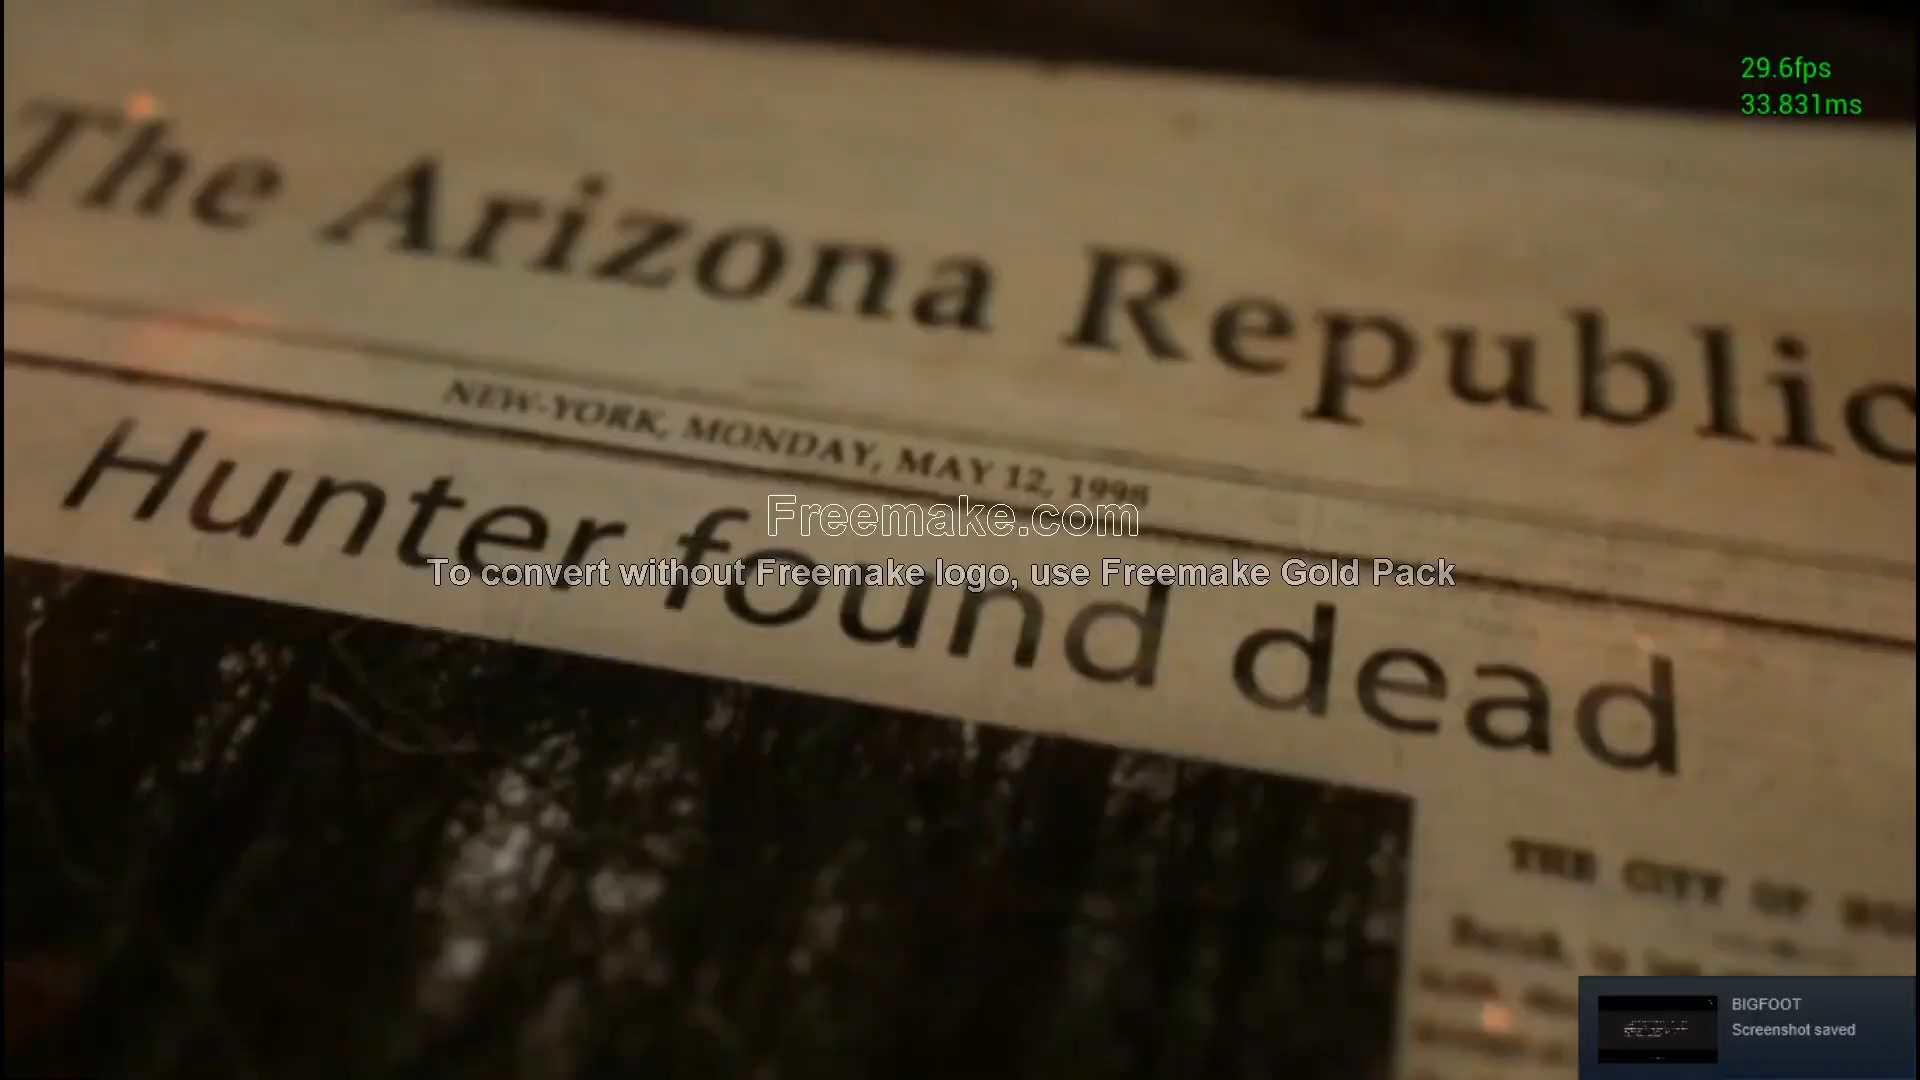 29.6fps
33.831ms
The Arizona Republic
NEW-YORK, MONDAY, MAY 12, 1998
Hunter found dead
Freemake.com
To convert without Freemake logo, use Freemake Gold Pack
THE CITY OF
BIGFOOT
Screenshot saved